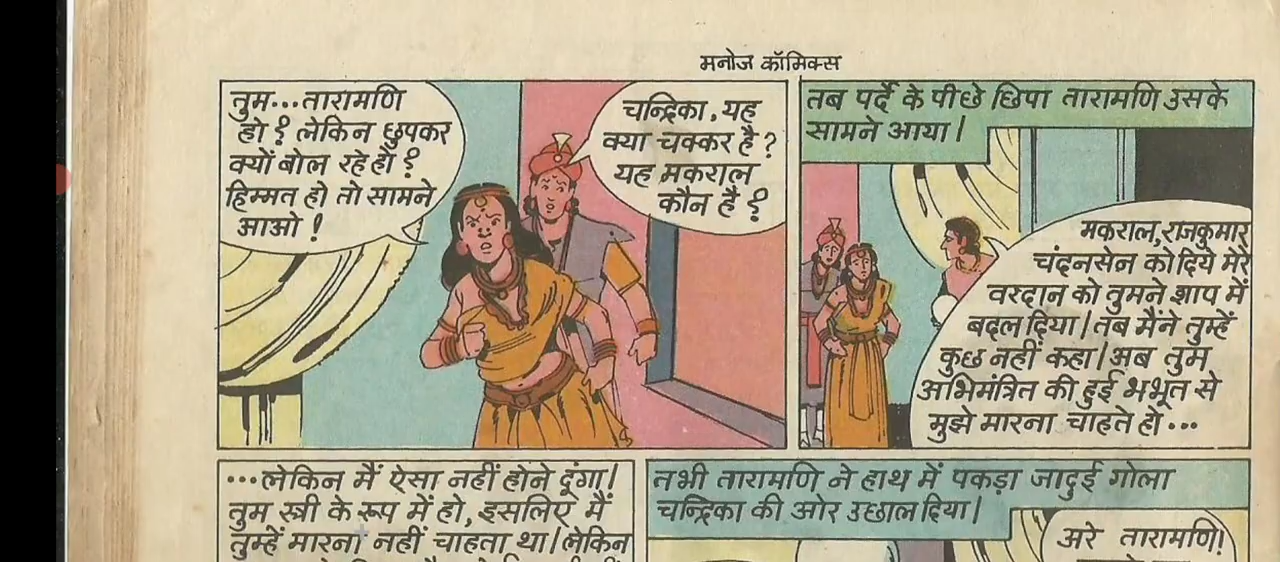 मनोज कॉमिक्स
तुम...तारामणि
हो? लेकिन छुपकर
क्यों बोल रहे हो?
हिम्मत हो तो सामने
आओ!
चन्द्रिका, यह
क्या चक्कर है?
यह मकराल
कौन है?
तब पर्दे के पीछे छिपा तारामणि उसके
सामने आया।
मकराल,राजकुमार
चंदनसेन को दिये मेरे
वरदान को तुमने शाप में
बदल दिया। तब मैंने तुम्हें
कुछ नहीं कहा। अब तुम
अभिमंत्रित की हुई भभूत से
मुझे मारना चाहते हो...
...लेकिन मैं ऐसा नहीं होने दूंगा।
तुम स्त्री के रूप में हो, इसलिए मैं
तुम्हें मारना नहीं चाहता था। लेकिन
तभी तारामणि ने हाथ में पकड़ा जादुई गोला
चन्द्रिका की ओर उछाल दिया।
अरे तारामणि!